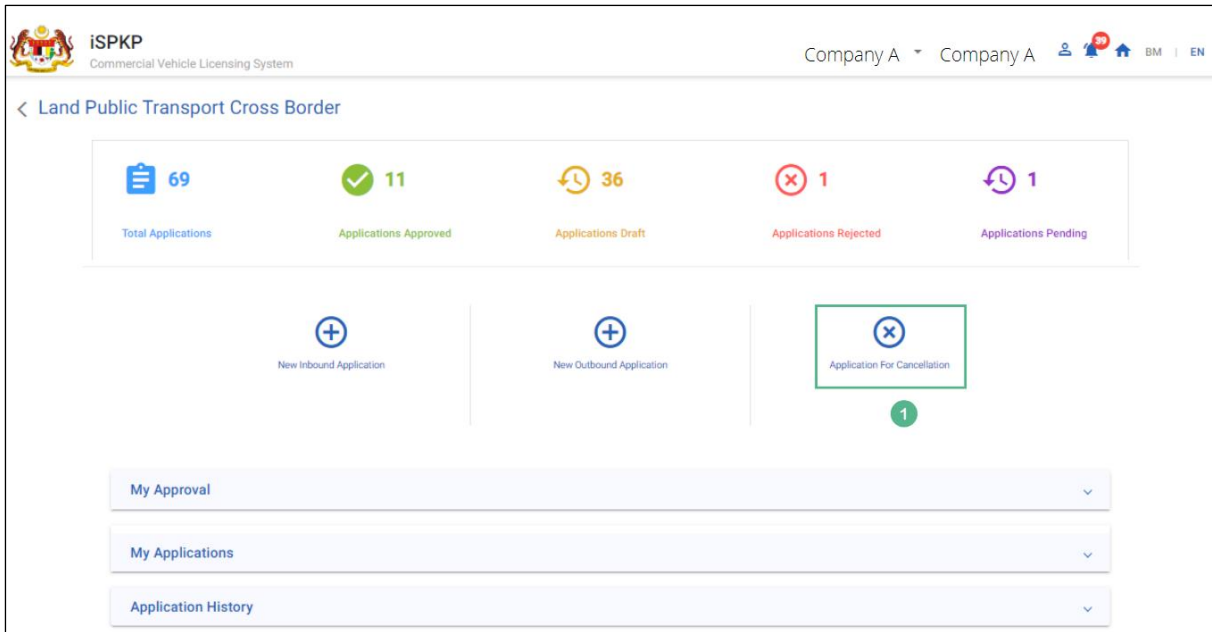 iSPKP
Commercial Vehicle Licensing System
Company A Company A 39 BM | EN
< Land Public Transport Cross Border
69 11 36 1 1
Total Applications Applications Approved Applications Draft Applications Rejected Applications Pending
New Inbound Application New Outbound Application Application For Cancellation
1
My Approval
My Applications
Application History